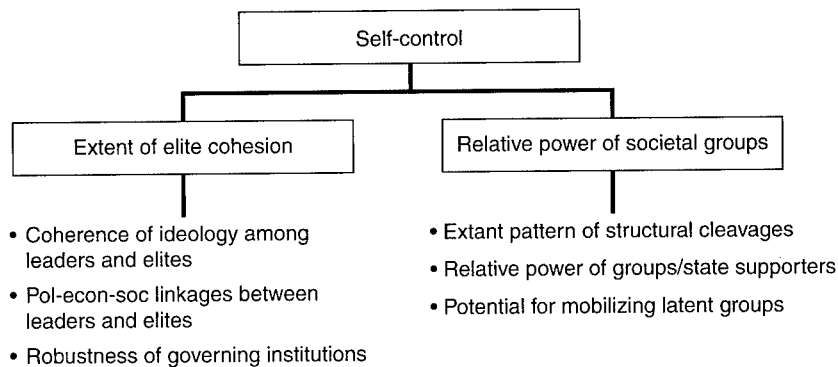 Self-control
Extent of elite cohesion
Relative power of societal groups
• Coherence of ideology among
leaders and elites
• Pol-econ-soc linkages between
leaders and elites
• Robustness of governing institutions
• Extant pattern of structural cleavages
• Relative power of groups/state supporters
• Potential for mobilizing latent groups